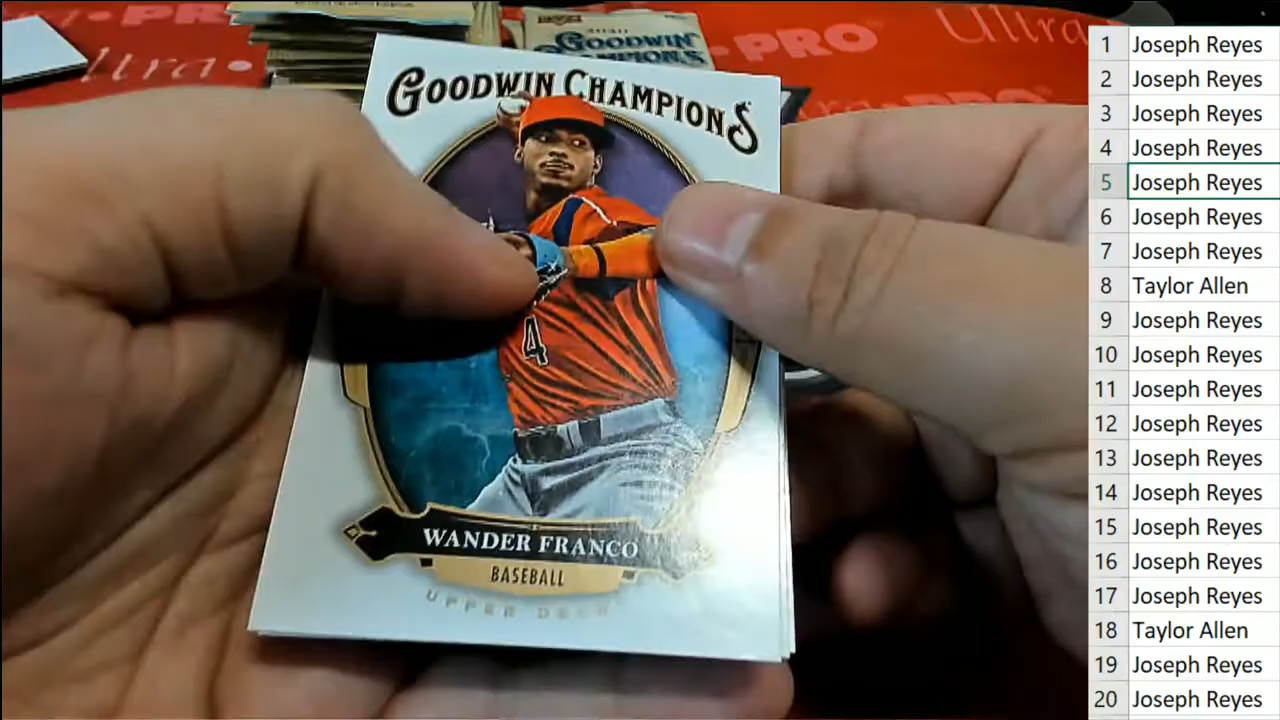 2020
GOODWIN
CHAMPIONS
Ultra
PRO
Ultra
GOODWIN CHAMPIONS
4
WANDER FRANCO
BASEBALL
UPPER DECK
1 Joseph Reyes
2 Joseph Reyes
3 Joseph Reyes
4 Joseph Reyes
5 Joseph Reyes
6 Joseph Reyes
7 Joseph Reyes
8 Taylor Allen
9 Joseph Reyes
10 Joseph Reyes
11 Joseph Reyes
12 Joseph Reyes
13 Joseph Reyes
14 Joseph Reyes
15 Joseph Reyes
16 Joseph Reyes
17 Joseph Reyes
18 Taylor Allen
19 Joseph Reyes
20 Joseph Reyes